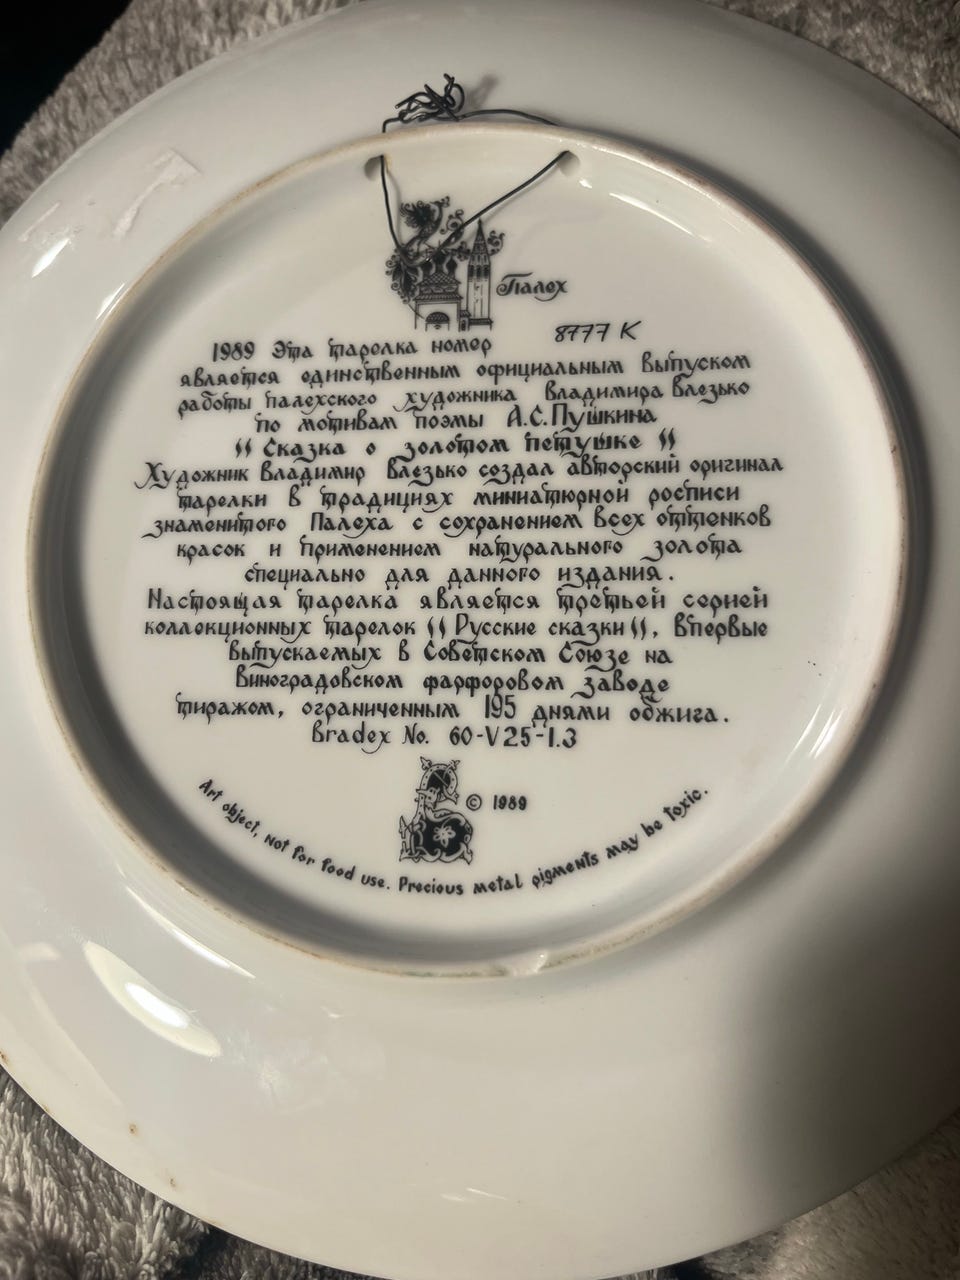 Палех
8777 К
1989 Эта тарелка номер
является единственным официальным выпуском
работы палехского художника Владимира Влезько
по мотивам поэмы А.С.Пушкина
" Сказка о золотом петушке "
Художник Владимир Влезько создал авторский оригинал
тарелки в традициях миниатюрной росписи
знаменитого Палеха с сохранением всех оттенков
красок и применением натурального золота
специально для данного издания.
Настоящая тарелка является третьей серией
коллекционных тарелок "Русские сказки", впервые
выпускаемых в Советском Союзе на
Виноградовском фарфоровом заводе
тиражом, ограниченным 195 днями обжига.
Bradex No. 60-V25-1.3
© 1989
Art object, not for food use. Precious metal pigments may be toxic.